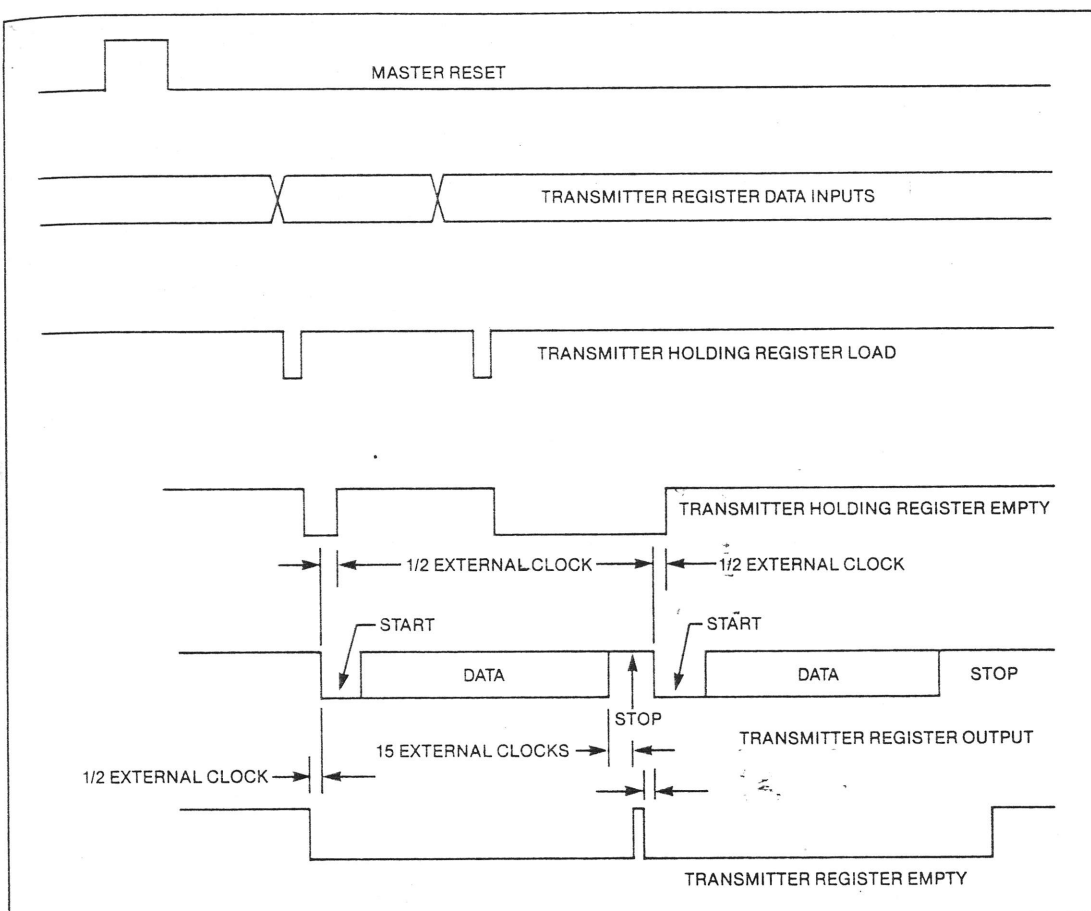 MASTER RESET
TRANSMITTER REGISTER DATA INPUTS
TRANSMITTER HOLDING REGISTER LOAD
TRANSMITTER HOLDING REGISTER EMPTY
1/2 EXTERNAL CLOCK
1/2 EXTERNAL CLOCK
START
START
DATA
DATA
STOP
STOP
15 EXTERNAL CLOCKS
TRANSMITTER REGISTER OUTPUT
1/2 EXTERNAL CLOCK
TRANSMITTER REGISTER EMPTY